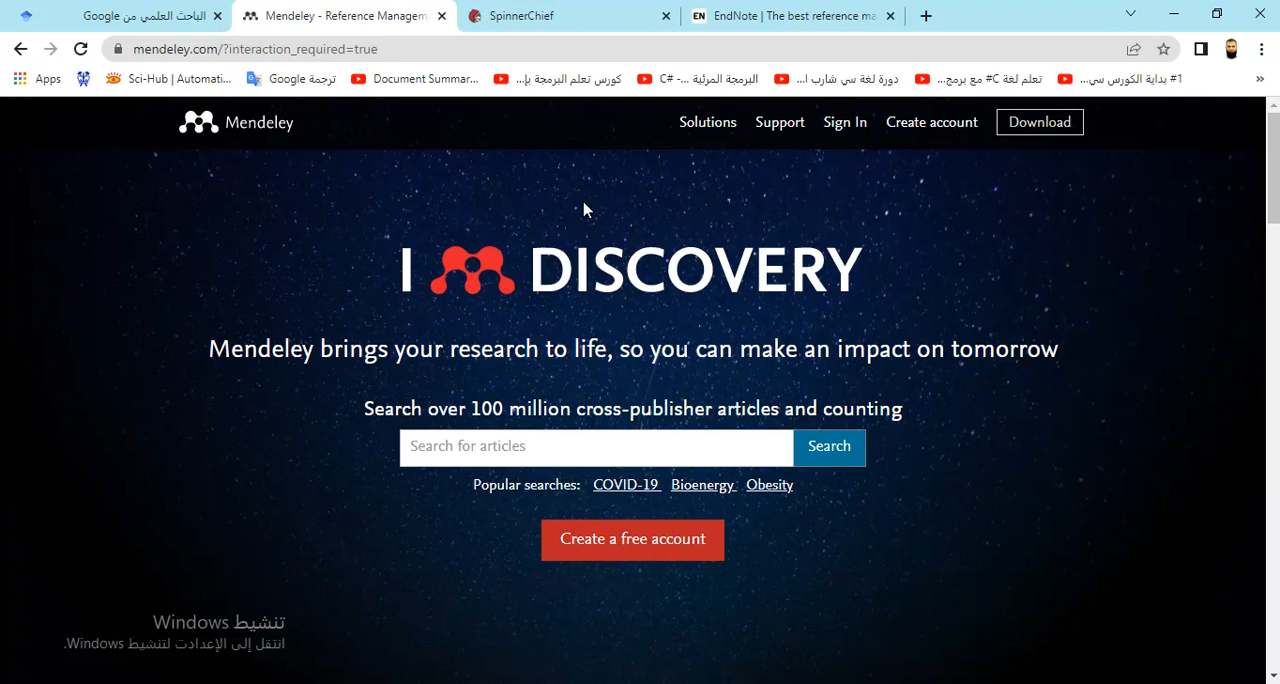 الباحث العلمي من Google
Mendeley - Reference Managem
SpinnerChief
EN EndNote | The best reference ma
mendeley.com/?interaction_required=true
Apps
Sci-Hub | Automati...
ترجمة Google
Document Summar...
كورس تعلم البرمجة بإ...
البرمجة المرئية -... C#
دورة لغة سي شارب ا...
تعلم لغة C# مع برمج...
#1 بداية الكورس سي...
Mendeley
Solutions
Support
Sign In
Create account
Download
I DISCOVERY
Mendeley brings your research to life, so you can make an impact on tomorrow
Search over 100 million cross-publisher articles and counting
Search for articles
Search
Popular searches: COVID-19 Bioenergy Obesity
Create a free account
تنشيط Windows
انتقل إلى الإعدادت لتنشيط Windows.